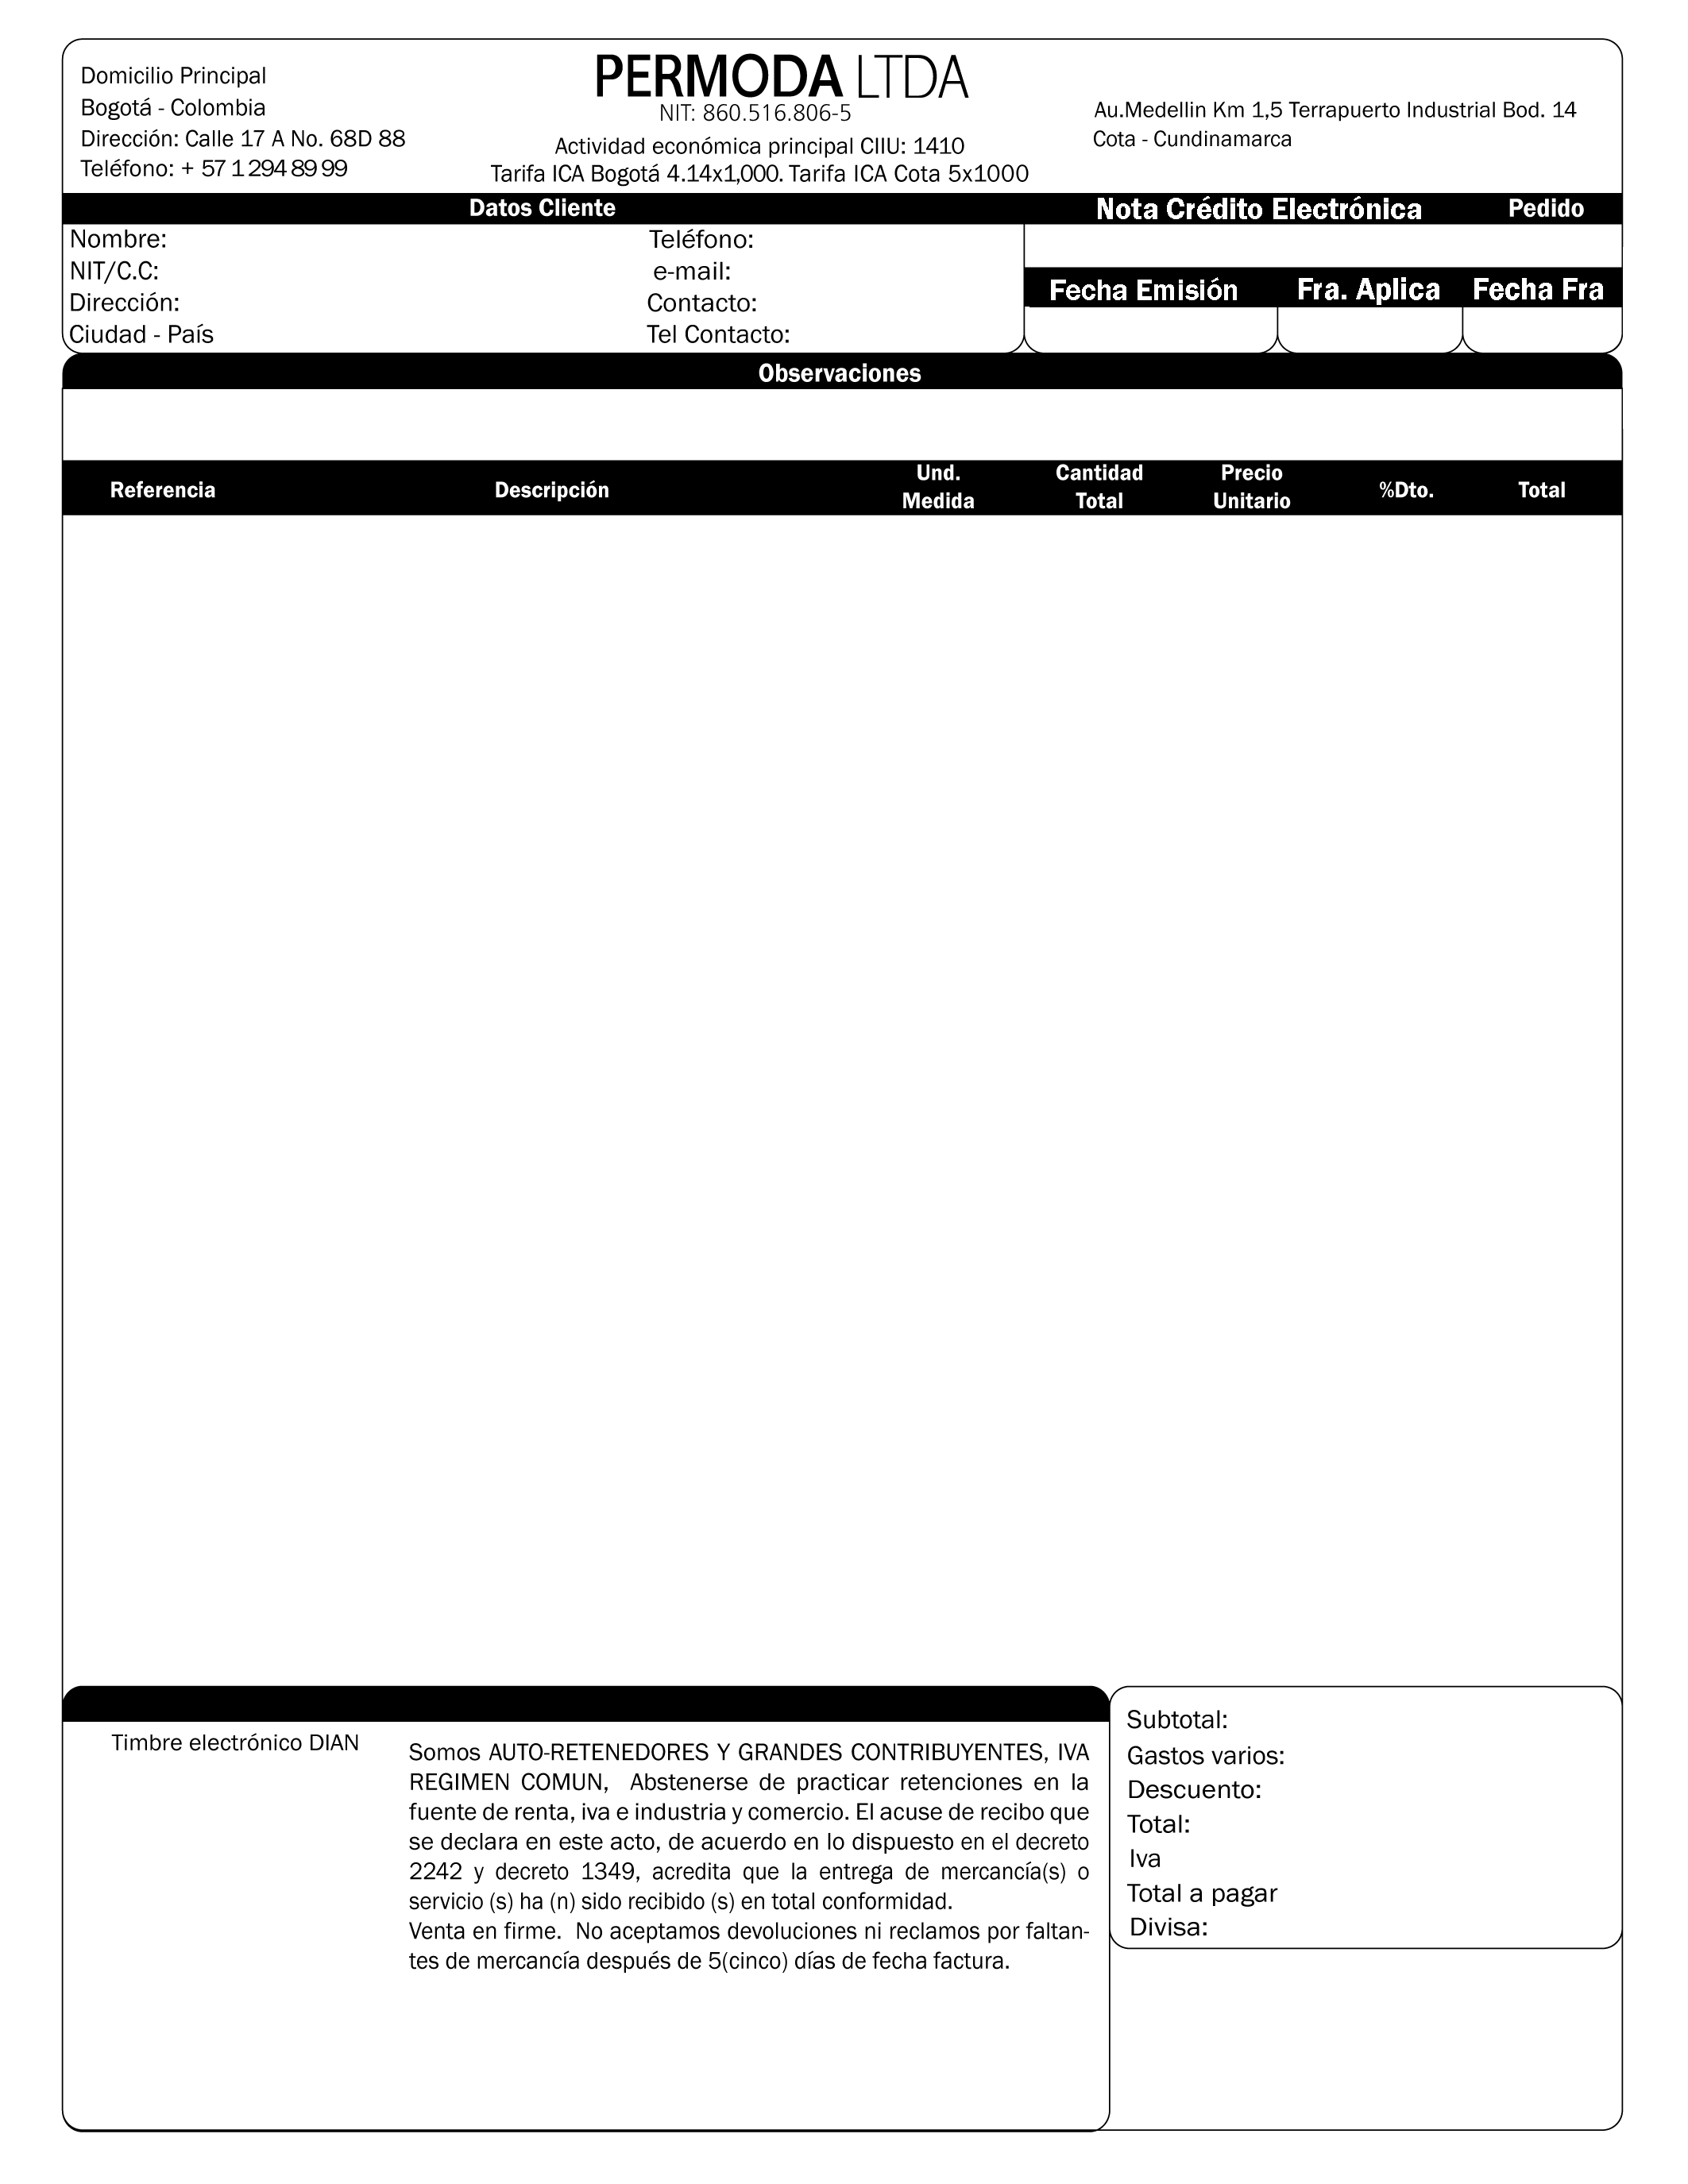 Domicilio Principal
Bogotá - Colombia
Dirección: Calle 17 A No. 68D 88
Teléfono: + 57 1 294 89 99
PERMODA LTDA
NIT: 860.516.806-5
Actividad económica principal CIIU: 1410
Tarifa ICA Bogotá 4.14x1,000. Tarifa ICA Cota 5x1000
Au.Medellin Km 1,5 Terrapuerto Industrial Bod. 14
Cota - Cundinamarca
Datos Cliente
Nota Crédito Electrónica Pedido
Nombre: Teléfono:
NIT/C.C: e-mail:
Dirección: Contacto:
Ciudad - País Tel Contacto:
Fecha Emisión Fra. Aplica Fecha Fra
Observaciones
Referencia Descripción Und. Medida Cantidad Total Precio Unitario %Dto. Total
Timbre electrónico DIAN
Somos AUTO-RETENEDORES Y GRANDES CONTRIBUYENTES, IVA
REGIMEN COMUN, Abstenerse de practicar retenciones en la
fuente de renta, iva e industria y comercio. El acuse de recibo que
se declara en este acto, de acuerdo en lo dispuesto en el decreto
2242 y decreto 1349, acredita que la entrega de mercancía(s) o
servicio (s) ha (n) sido recibido (s) en total conformidad.
Venta en firme. No aceptamos devoluciones ni reclamos por faltan-
tes de mercancía después de 5(cinco) días de fecha factura.
Subtotal:
Gastos varios:
Descuento:
Total:
Iva
Total a pagar
Divisa: